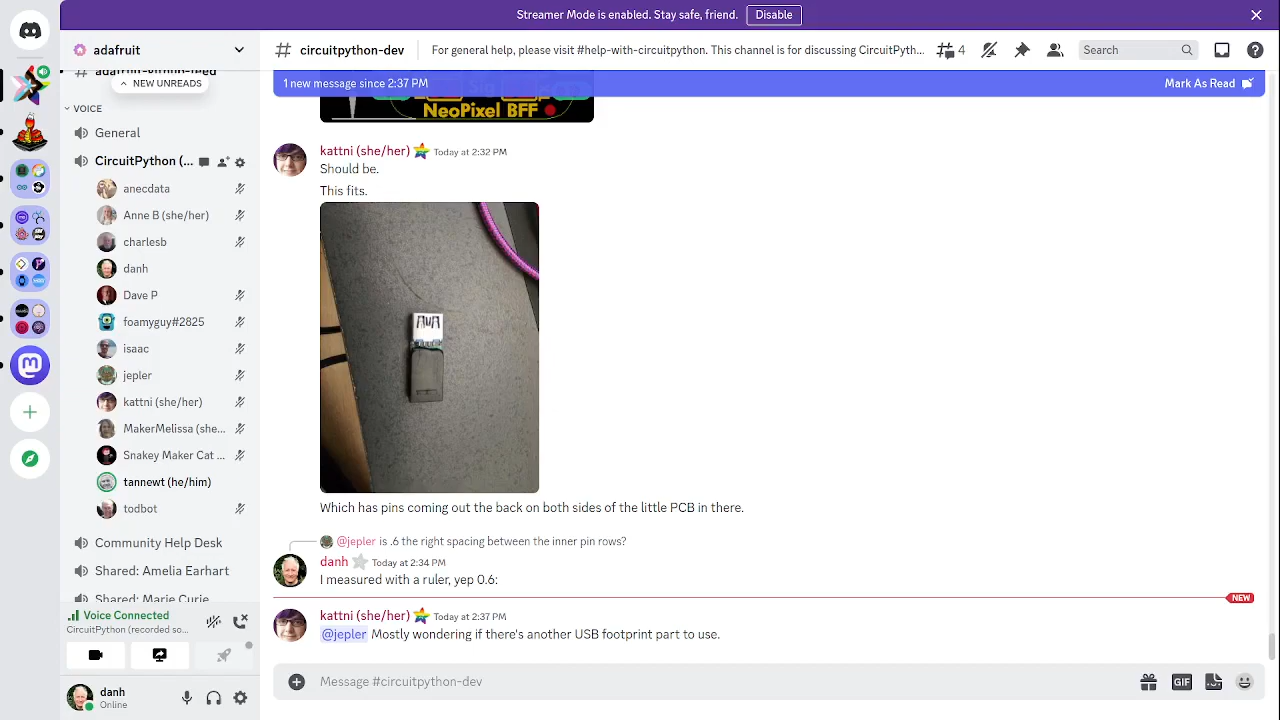 Streamer Mode is enabled. Stay safe, friend.
Disable
adafruit
# circuitpython-dev
For general help, please visit #help-with-circuitpython. This channel is for discussing CircuitPyth...
4
Search
NEW UNREADS
1 new message since 2:37 PM
Mark As Read
NeoPixel BFF
VOICE
General
CircuitPython (...
anecdata
Anne B (she/her)
charlesb
danh
Dave P
foamyguy#2825
isaac
jepler
kattni (she/her)
MakerMelissa (she...
Snakey Maker Cat ...
tannewt (he/him)
todbot
Community Help Desk
Shared: Amelia Earhart
Shared: Marie Curie
Voice Connected
CircuitPython (recorded so...
danh
Online
kattni (she/her) Today at 2:32 PM
Should be.
This fits.
Which has pins coming out the back on both sides of the little PCB in there.
@jepler is .6 the right spacing between the inner pin rows?
danh Today at 2:34 PM
I measured with a ruler, yep 0.6:
NEW
kattni (she/her) Today at 2:37 PM
@jepler Mostly wondering if there's another USB footprint part to use.
Message #circuitpython-dev
GIF